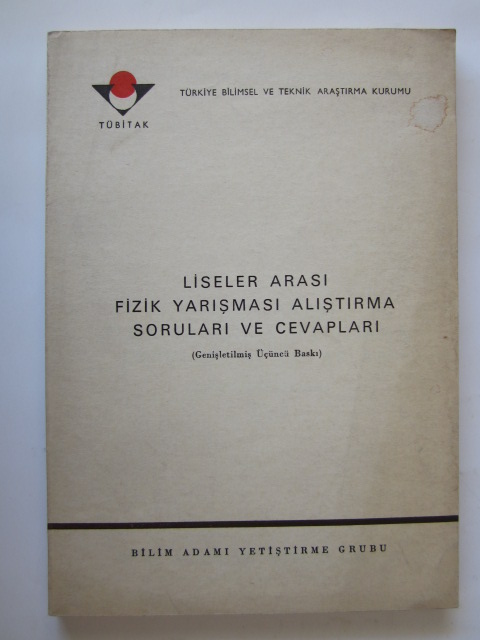 TÜRKİYE BİLİMSEL VE TEKNİK ARAŞTIRMA KURUMU
TÜBİTAK
LİSELER ARASI
FİZİK YARIŞMASI ALIŞTIRMA
SORULARI VE CEVAPLARI
(Genişletilmiş Üçüncü Baskı)
BİLİM ADAMI YETİŞTİRME GRUBU